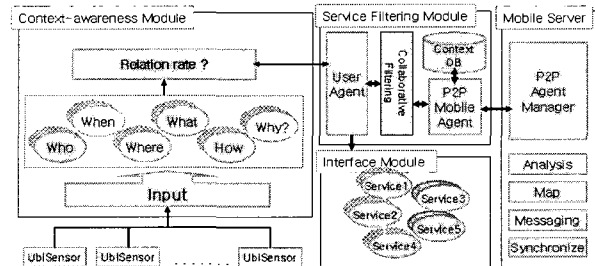 Context-awareness Module
Relation rate ?
When
What
Why?
Who
Where
How
Input
UbiSensor
UbiSensor
. . . . . . . .
UbiSensor
Service Filtering Module
User
Agent
Collaborative
Filtering
Context
DB
P2P
Mobile
Agent
Interface Module
Service1
Service3
Service2
Service5
Service4
Mobile Server
P2P
Agent
Manager
Analysis
Map
Messaging
Synchronize